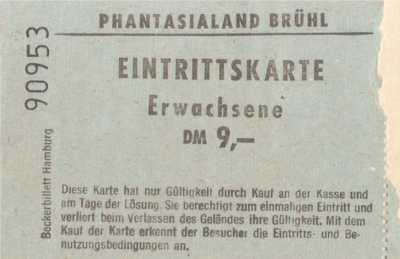 PHANTASIALAND BRÜHL
90953
EINTRITTSKARTE
Erwachsene
DM 9,—
Beckerbillett Hamburg
Diese Karte hat nur Gültigkeit durch Kauf an der Kasse und
am Tage der Lösung. Sie berechtigt zum einmaligen Eintritt und
verliert beim Verlassen des Geländes ihre Gültigkeit. Mit dem
Kauf der Karte erkennt der Besucher die Eintritts- und Be-
nutzungsbedingungen an.